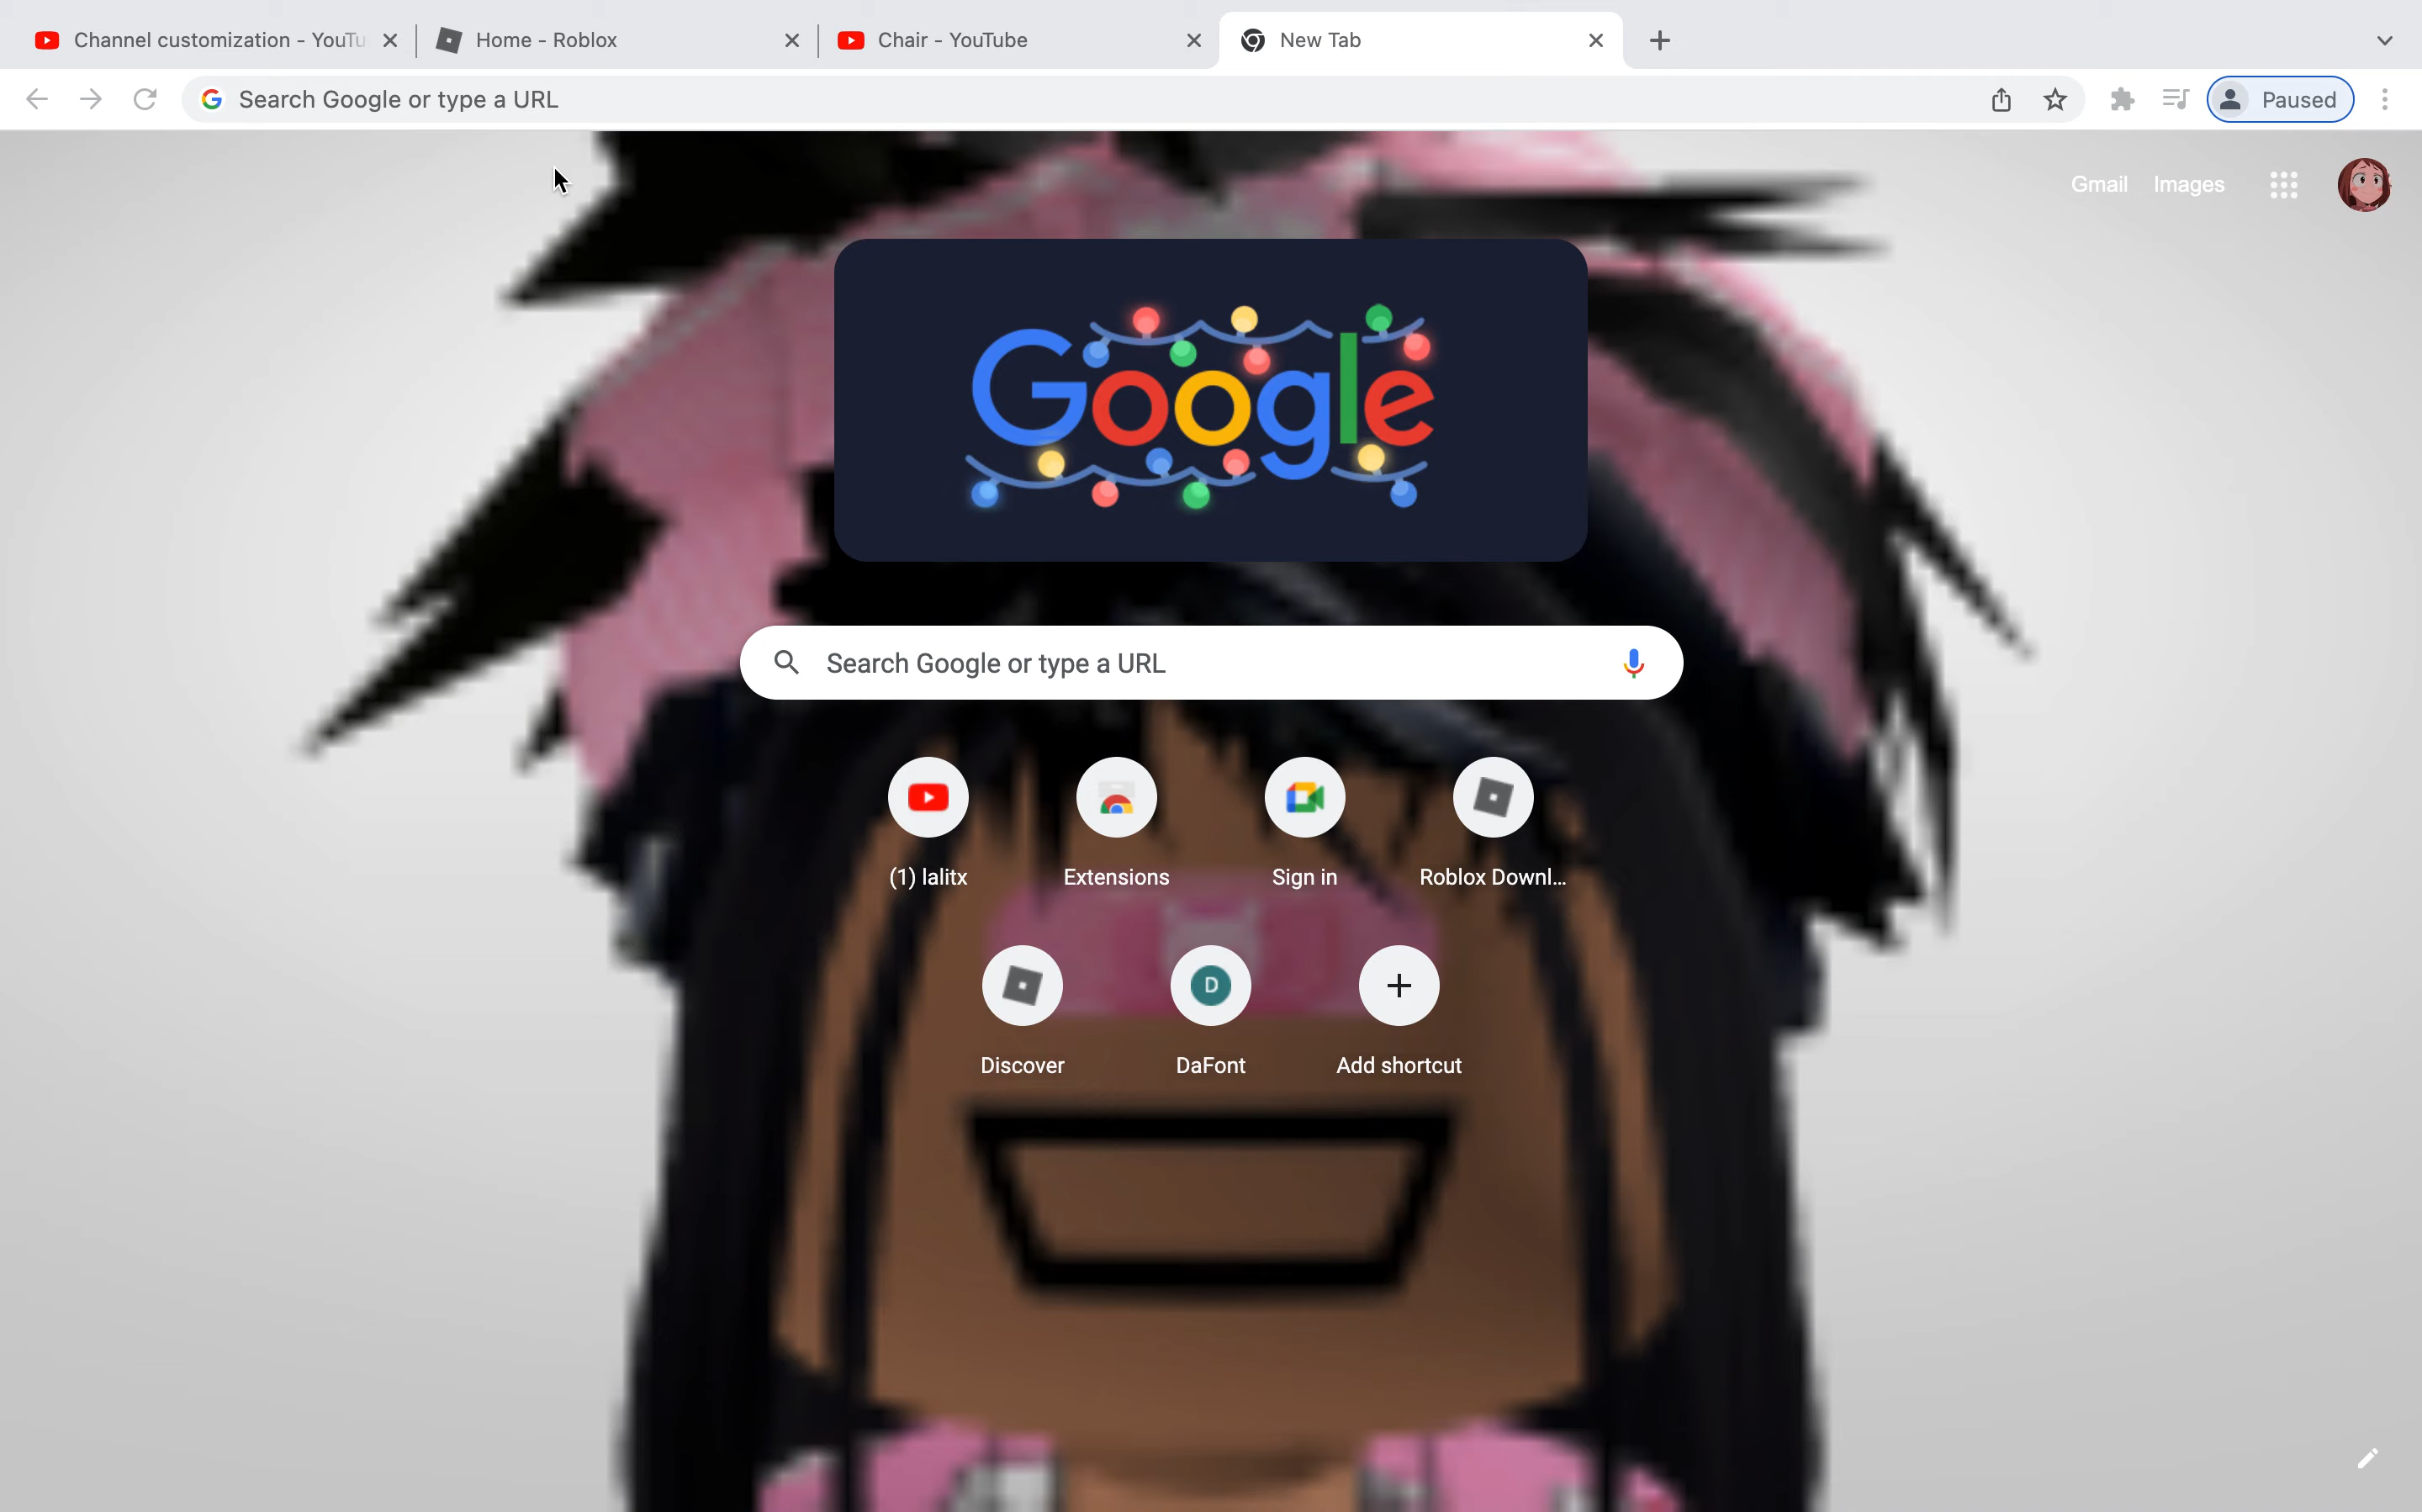 Channel customization - YouTu
Home - Roblox
Chair - YouTube
New Tab
Search Google or type a URL
Paused
Gmail
Images
Google
Search Google or type a URL
(1) lalitx
Extensions
Sign in
Roblox Downl...
D
Discover
DaFont
Add shortcut